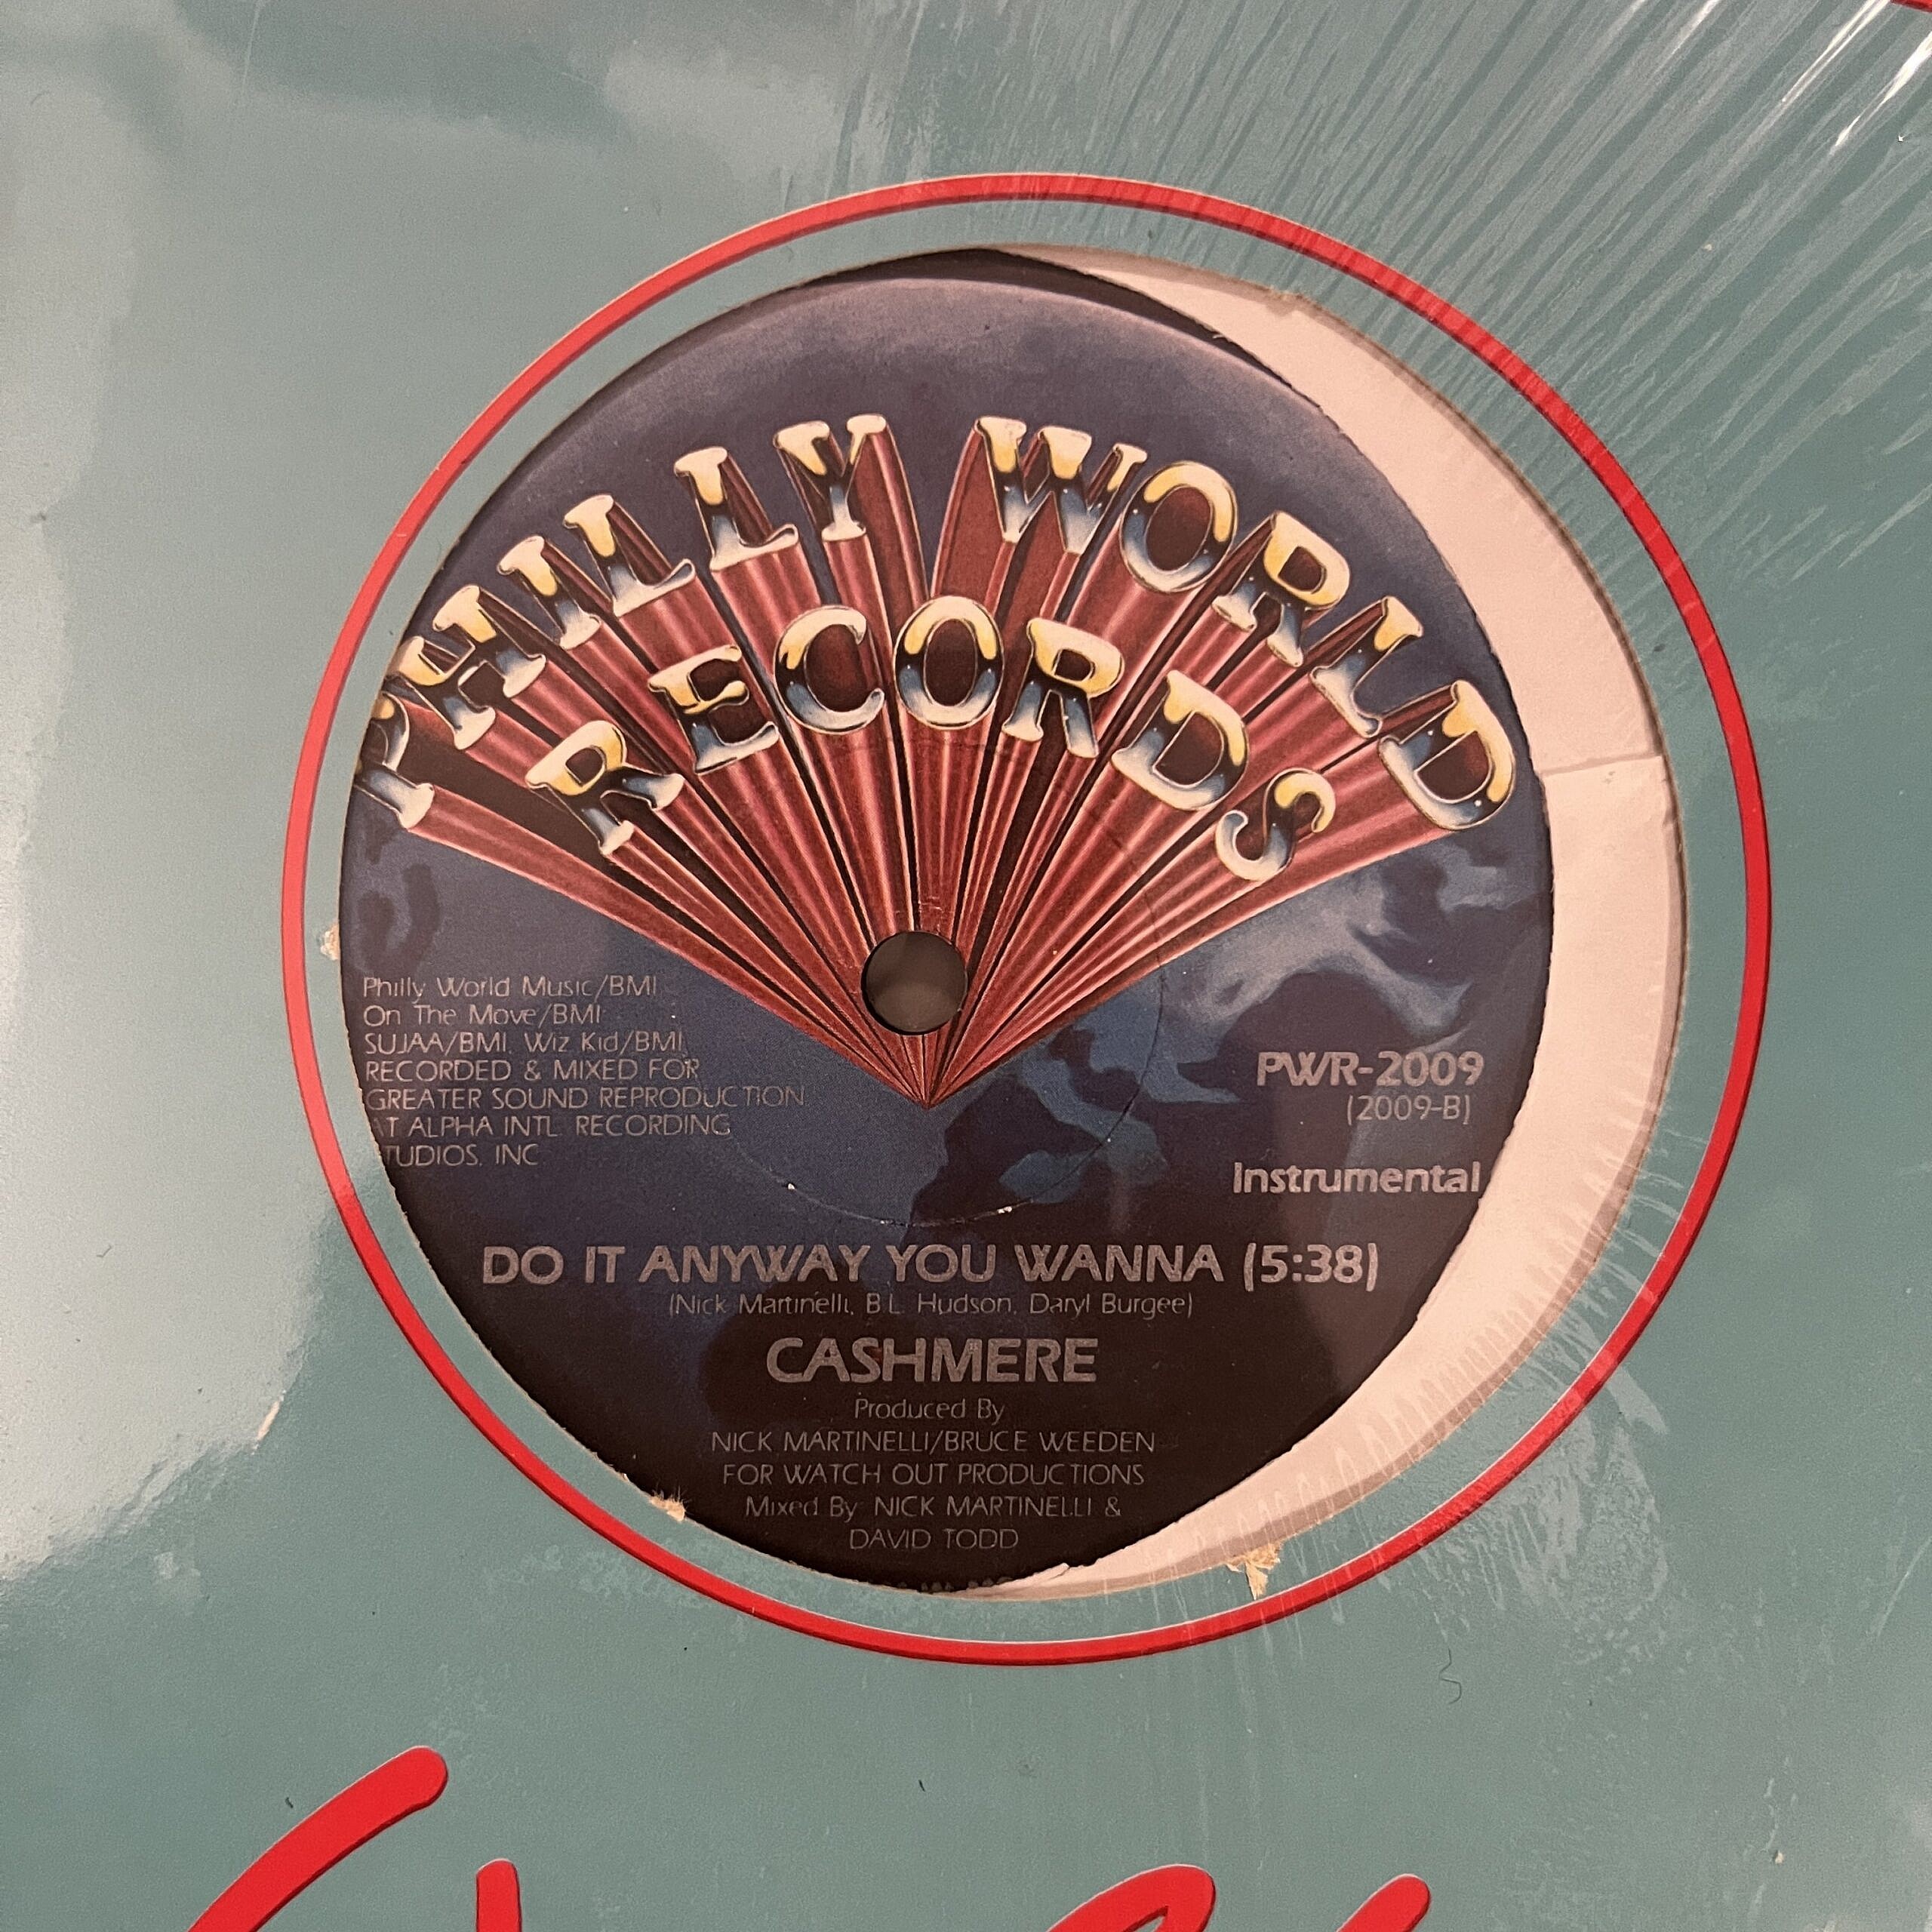 PHILLY WORLD
RECORDS
Philly World Music/BMI
On The Move/BMI
SUJAA/BMI, Wiz Kid/BMI,
RECORDED & MIXED FOR
GREATER SOUND REPRODUCTION
AT ALPHA INTL. RECORDING
STUDIOS, INC
PWR-2009
(2009-B)
Instrumental
DO IT ANYWAY YOU WANNA (5:38)
(Nick Martinelli, B.L. Hudson, Daryl Burgee)
CASHMERE
Produced By
NICK MARTINELLI/BRUCE WEEDEN
FOR WATCH OUT PRODUCTIONS
Mixed By: NICK MARTINELLI &
DAVID TODD